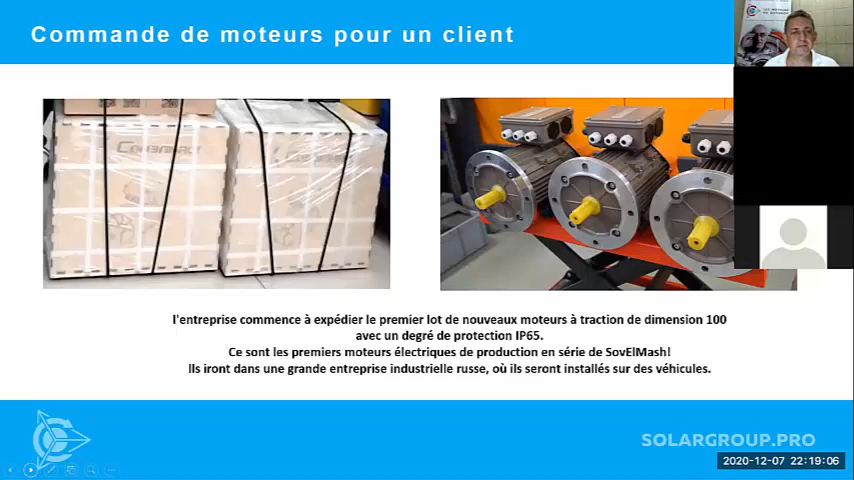 Commande de moteurs pour un client
l'entreprise commence à expédier le premier lot de nouveaux moteurs à traction de dimension 100
avec un degré de protection IP65.
Ce sont les premiers moteurs électriques de production en série de SovElMash!
Ils iront dans une grande entreprise industrielle russe, où ils seront installés sur des véhicules.
SOLARGROUP.PRO
2020-12-07 22:19:06